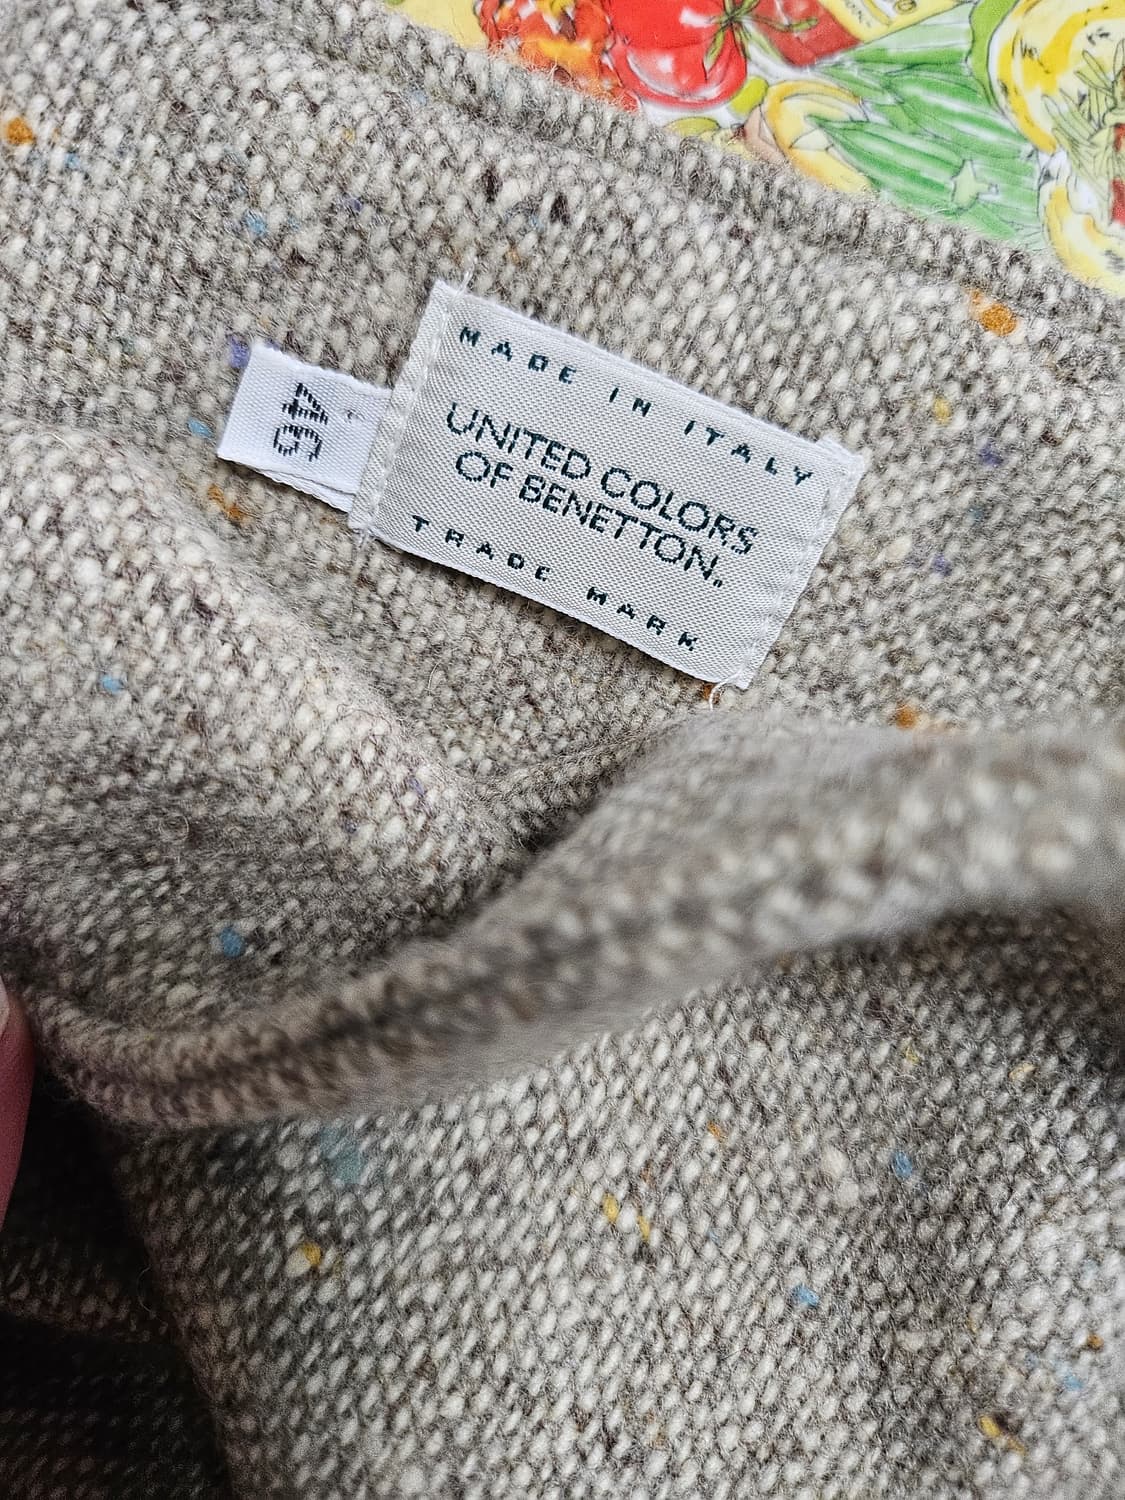 MADE IN ITALY
UNITED COLORS
OF BENETTON.
TRADE MARK
46